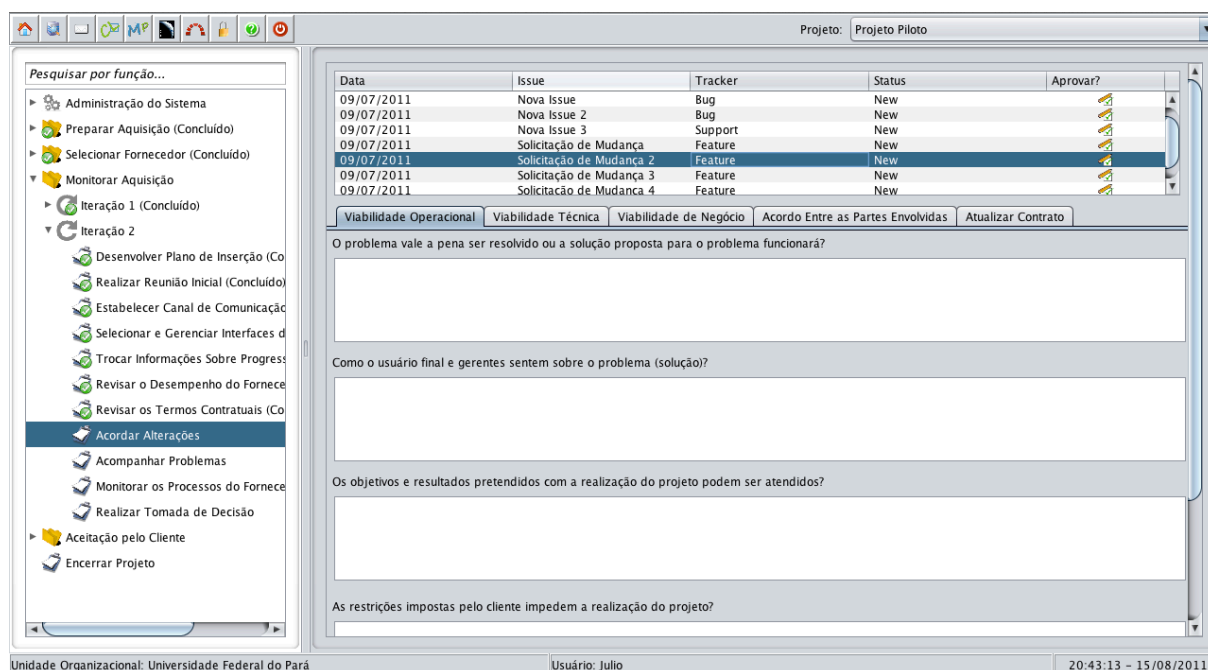 Projeto: Projeto Piloto
Pesquisar por função...
Administração do Sistema
Preparar Aquisição (Concluído)
Selecionar Fornecedor (Concluído)
Monitorar Aquisição
Iteração 1 (Concluído)
Iteração 2
Desenvolver Plano de Inserção (Co
Realizar Reunião Inicial (Concluído)
Estabelecer Canal de Comunicaçã
Selecionar e Gerenciar Interfaces d
Trocar Informações Sobre Progress
Revisar o Desempenho do Fornece
Revisar os Termos Contratuais (Co
Acordar Alterações
Acompanhar Problemas
Monitorar os Processos do Fornece
Realizar Tomada de Decisão
Aceitação pelo Cliente
Encerrar Projeto
Data Issue Tracker Status Aprovar?
09/07/2011 Nova Issue Bug New
09/07/2011 Nova Issue 2 Bug New
09/07/2011 Nova Issue 3 Support New
09/07/2011 Solicitação de Mudança Feature New
09/07/2011 Solicitação de Mudança 2 Feature New
09/07/2011 Solicitação de Mudança 3 Feature New
09/07/2011 Solicitação de Mudança 4 Feature New
Viabilidade Operacional Viabilidade Técnica Viabilidade de Negócio Acordo Entre as Partes Envolvidas Atualizar Contrato
O problema vale a pena ser resolvido ou a solução proposta para o problema funcionará?
Como o usuário final e gerentes sentem sobre o problema (solução)?
Os objetivos e resultados pretendidos com a realização do projeto podem ser atendidos?
As restrições impostas pelo cliente impedem a realização do projeto?
Unidade Organizacional: Universidade Federal do Pará Usuário: Julio 20:43:13 - 15/08/2011